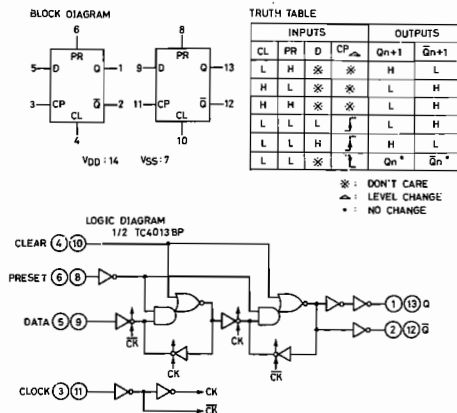 BLOCK DIAGRAM
6
PR
5 D Q 1
3 CP Q̅ 2
CL
4
8
PR
9 D Q 13
11 CP Q̅ 12
CL
10
VDD : 14 VSS : 7
TRUTH TABLE
INPUTS OUTPUTS
CL PR D CP△ Qn+1 Q̅n+1
L H ※ ※ H L
H L ※ ※ L H
H H ※ ※ L H
L L L L H
L L H H L
L L ※ Qn• Q̅n•
※ : DON'T CARE
△ : LEVEL CHANGE
• : NO CHANGE
LOGIC DIAGRAM
1/2 TC4013BP
CLEAR 4 10
PRESET 6 8
DATA 5 9
CK̅
CK
CK
CK̅
1 13 Q
2 12 Q̅
CLOCK 3 11
CK
CK̅